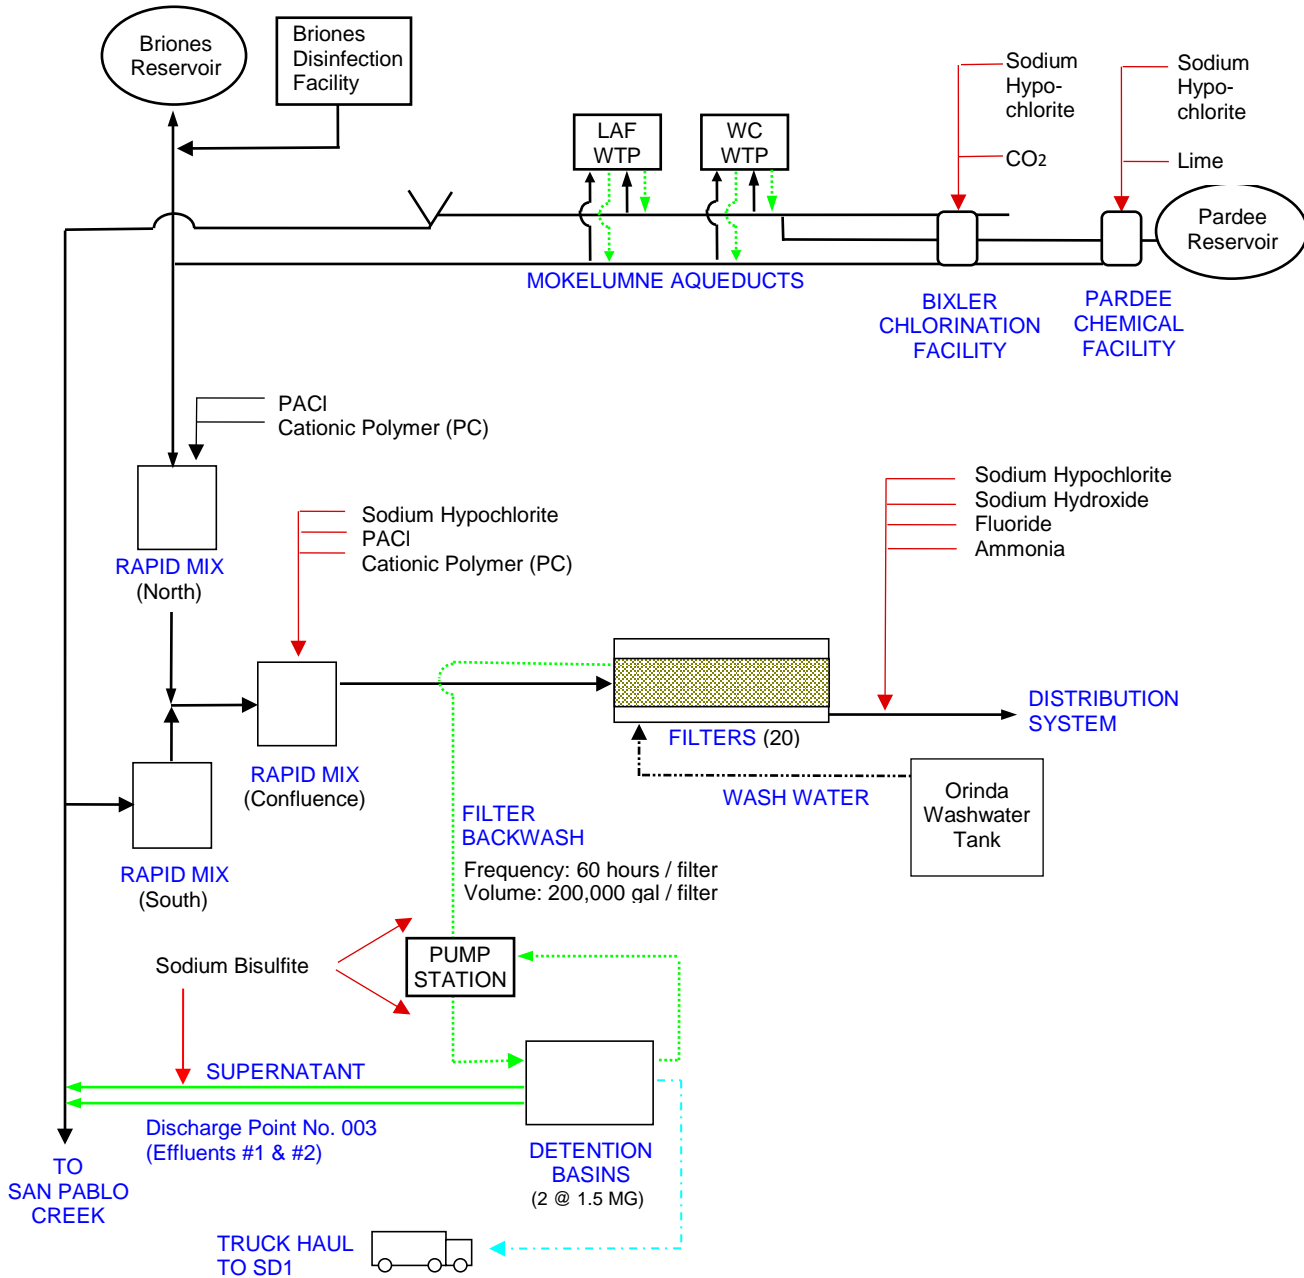 Briones
Reservoir
Briones
Disinfection
Facility
LAF
WTP
WC
WTP
Sodium
Hypo-
chlorite
CO2
Sodium
Hypo-
chlorite
Lime
Pardee
Reservoir
MOKELUMNE AQUEDUCTS
BIXLER
CHLORINATION
FACILITY
PARDEE
CHEMICAL
FACILITY
PACl
Cationic Polymer (PC)
RAPID MIX
(North)
Sodium Hypochlorite
PACl
Cationic Polymer (PC)
Sodium Hypochlorite
Sodium Hydroxide
Fluoride
Ammonia
RAPID MIX
(Confluence)
FILTERS (20)
DISTRIBUTION
SYSTEM
WASH WATER
Orinda
Washwater
Tank
RAPID MIX
(South)
FILTER
BACKWASH
Frequency: 60 hours / filter
Volume: 200,000 gal / filter
Sodium Bisulfite
PUMP
STATION
SUPERNATANT
Discharge Point No. 003
(Effluents #1 & #2)
DETENTION
BASINS
(2 @ 1.5 MG)
TO
SAN PABLO
CREEK
TRUCK HAUL
TO SD1